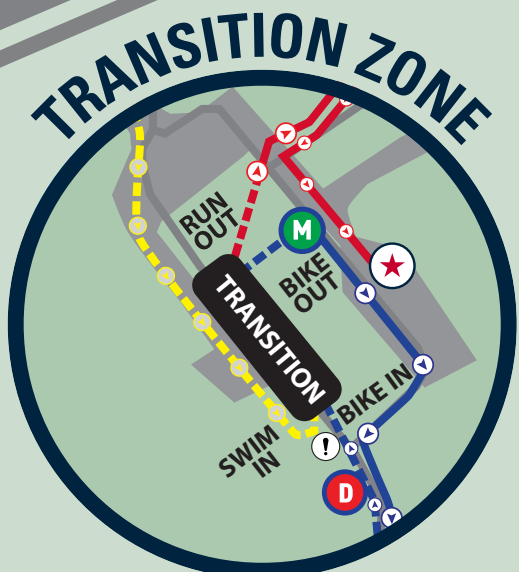 TRANSITION ZONE
RUN
OUT
M
BIKE
OUT
TRANSITION
BIKE IN
SWIM
IN
!
D